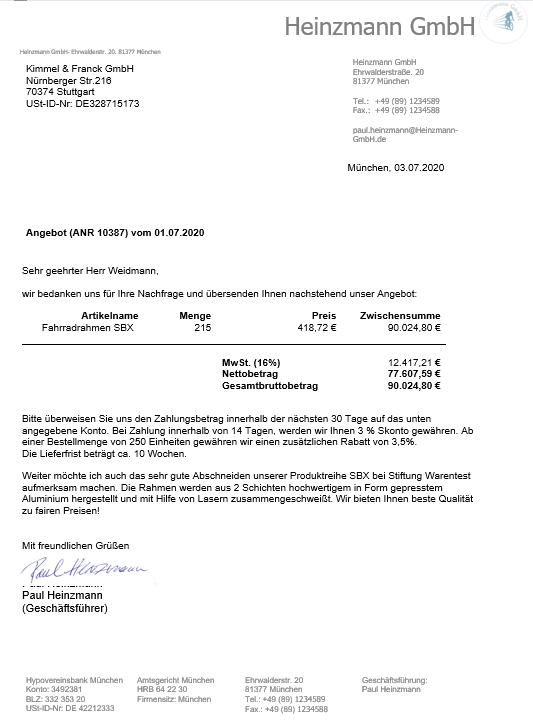 Heinzmann GmbH
Heinzmann GmbH- Ehrwalderstr. 20. 81377 München
Kimmel & Franck GmbH
Nürnberger Str.216
70374 Stuttgart
USt-ID-Nr: DE328715173
Heinzmann GmbH
Ehrwalderstraße. 20
81377 München
Tel.: +49 (89) 1234589
Fax.: +49 (89) 1234588
paul.heinzmann@Heinzmann-
GmbH.de
München, 03.07.2020
Angebot (ANR 10387) vom 01.07.2020
Sehr geehrter Herr Weidmann,
wir bedanken uns für Ihre Nachfrage und übersenden Ihnen nachstehend unser Angebot:
Artikelname Menge Preis Zwischensumme
Fahrradrahmen SBX 215 418,72 € 90.024,80 €
MwSt. (16%) 12.417,21 €
Nettobetrag 77.607,59 €
Gesamtbruttobetrag 90.024,80 €
Bitte überweisen Sie uns den Zahlungsbetrag innerhalb der nächsten 30 Tage auf das unten
angegebene Konto. Bei Zahlung innerhalb von 14 Tagen, werden wir Ihnen 3 % Skonto gewähren. Ab
einer Bestellmenge von 250 Einheiten gewähren wir einen zusätzlichen Rabatt von 3,5%.
Die Lieferfrist beträgt ca. 10 Wochen.
Weiter möchte ich auch das sehr gute Abschneiden unserer Produktreihe SBX bei Stiftung Warentest
aufmerksam machen. Die Rahmen werden aus 2 Schichten hochwertigem in Form gepresstem
Aluminium hergestellt und mit Hilfe von Lasern zusammengeschweißt. Wir bieten Ihnen beste Qualität
zu fairen Preisen!
Mit freundlichen Grüßen
Paul Heinzmann
Paul Heinzmann
(Geschäftsführer)
Hypovereinsbank München
Konto: 3492381
BLZ: 332 353 20
USt-ID-Nr: DE 42212333
Amtsgericht München
HRB 64 22 30
Firmensitz: München
Ehrwalderstr. 20
81377 München
Tel.: +49 (89) 1234589
Fax.: +49 (89) 1234588
Geschäftsführung:
Paul Heinzmann